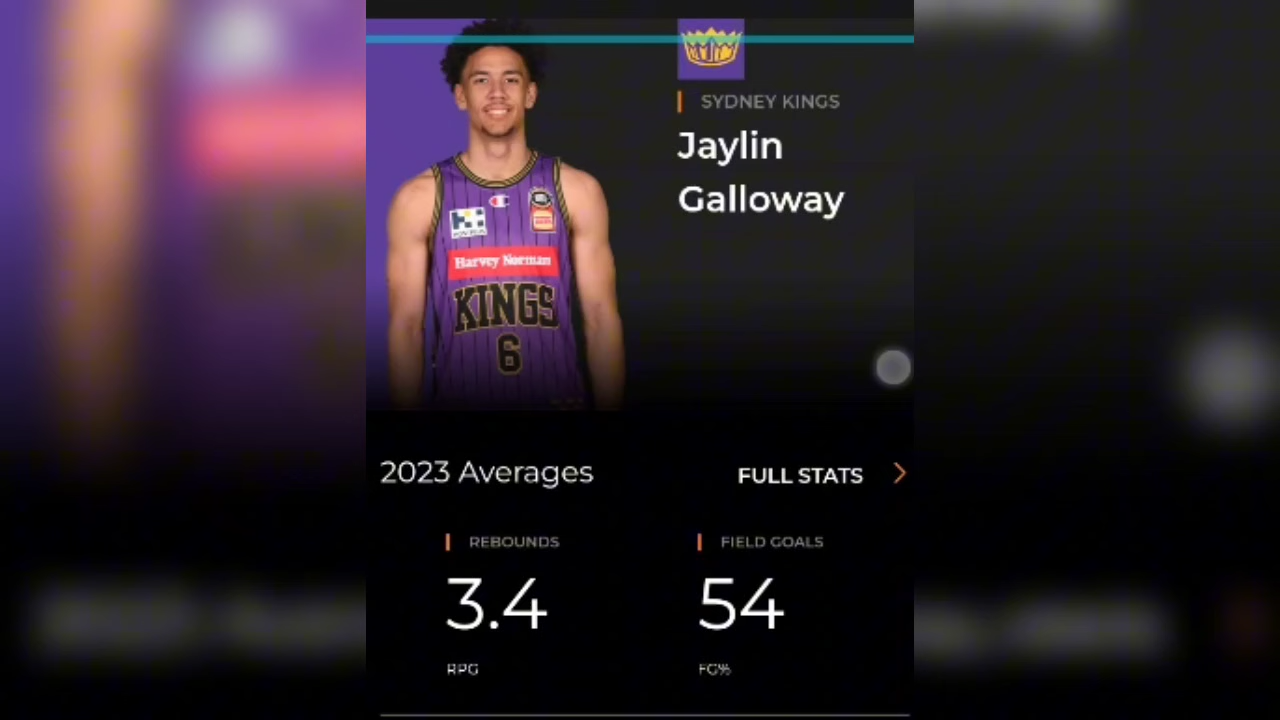 SYDNEY KINGS
Jaylin
Galloway
Harvey Norman
KINGS
6
2023 Averages
FULL STATS
REBOUNDS
FIELD GOALS
3.4
54
RPG
FG%